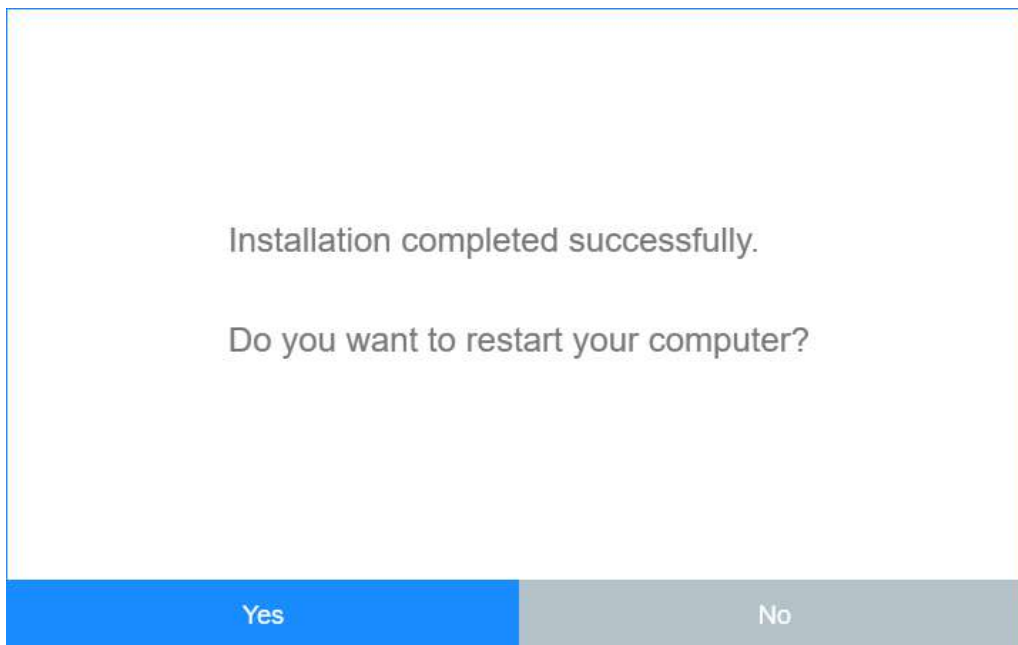 Installation completed successfully.
Do you want to restart your computer?
Yes
No